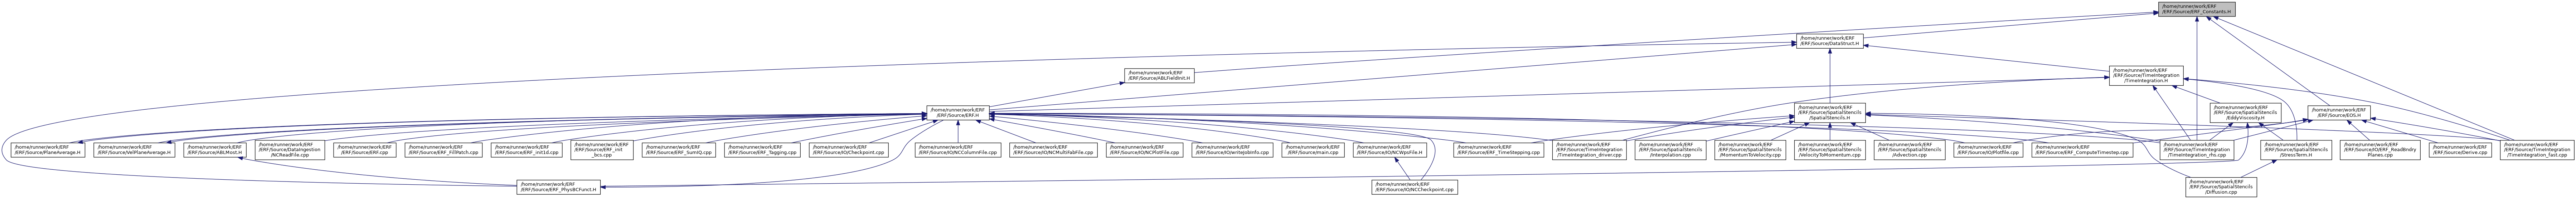 /home/runner/work/ERF
/ERF/Source/ERF_Constants.H
/home/runner/work/ERF
/ERF/Source/DataStruct.H
/home/runner/work/ERF
/ERF/Source/ABLFieldInit.H
/home/runner/work/ERF
/ERF/Source/TimeIntegration
/TimeIntegration.H
/home/runner/work/ERF
/ERF/Source/ERF.H
/home/runner/work/ERF
/ERF/Source/SpatialStencils
/SpatialStencils.H
/home/runner/work/ERF
/ERF/Source/SpatialStencils
/EddyViscosity.H
/home/runner/work/ERF
/ERF/Source/EOS.H
/home/runner/work/ERF
/ERF/Source/PlaneAverage.H
/home/runner/work/ERF
/ERF/Source/VelPlaneAverage.H
/home/runner/work/ERF
/ERF/Source/ABLMost.H
/home/runner/work/ERF
/ERF/Source/DataIngestion
/NCReadFile.cpp
/home/runner/work/ERF
/ERF/Source/ERF.cpp
/home/runner/work/ERF
/ERF/Source/ERF_FillPatch.cpp
/home/runner/work/ERF
/ERF/Source/ERF_init1d.cpp
/home/runner/work/ERF
/ERF/Source/ERF_init
_bcs.cpp
/home/runner/work/ERF
/ERF/Source/ERF_SumIQ.cpp
/home/runner/work/ERF
/ERF/Source/ERF_Tagging.cpp
/home/runner/work/ERF
/ERF/Source/IO/Checkpoint.cpp
/home/runner/work/ERF
/ERF/Source/IO/NCColumnFile.cpp
/home/runner/work/ERF
/ERF/Source/IO/NCMultiFabFile.cpp
/home/runner/work/ERF
/ERF/Source/IO/NCPlotFile.cpp
/home/runner/work/ERF
/ERF/Source/IO/writeJobInfo.cpp
/home/runner/work/ERF
/ERF/Source/main.cpp
/home/runner/work/ERF
/ERF/Source/IO/NCWpsFile.H
/home/runner/work/ERF
/ERF/Source/ERF_TimeStepping.cpp
/home/runner/work/ERF
/ERF/Source/TimeIntegration
/TimeIntegration_driver.cpp
/home/runner/work/ERF
/ERF/Source/SpatialStencils
/Interpolation.cpp
/home/runner/work/ERF
/ERF/Source/SpatialStencils
/MomentumToVelocity.cpp
/home/runner/work/ERF
/ERF/Source/SpatialStencils
/VelocityToMomentum.cpp
/home/runner/work/ERF
/ERF/Source/SpatialStencils
/Advection.cpp
/home/runner/work/ERF
/ERF/Source/IO/Plotfile.cpp
/home/runner/work/ERF
/ERF/Source/ERF_ComputeTimestep.cpp
/home/runner/work/ERF
/ERF/Source/TimeIntegration
/TimeIntegration_rhs.cpp
/home/runner/work/ERF
/ERF/Source/SpatialStencils
/StressTerm.H
/home/runner/work/ERF
/ERF/Source/IO/ERF_ReadBndry
Planes.cpp
/home/runner/work/ERF
/ERF/Source/Derive.cpp
/home/runner/work/ERF
/ERF/Source/TimeIntegration
/TimeIntegration_fast.cpp
/home/runner/work/ERF
/ERF/Source/ERF_PhysBCFunct.H
/home/runner/work/ERF
/ERF/Source/IO/NCCheckpoint.cpp
/home/runner/work/ERF
/ERF/Source/SpatialStencils
/Diffusion.cpp